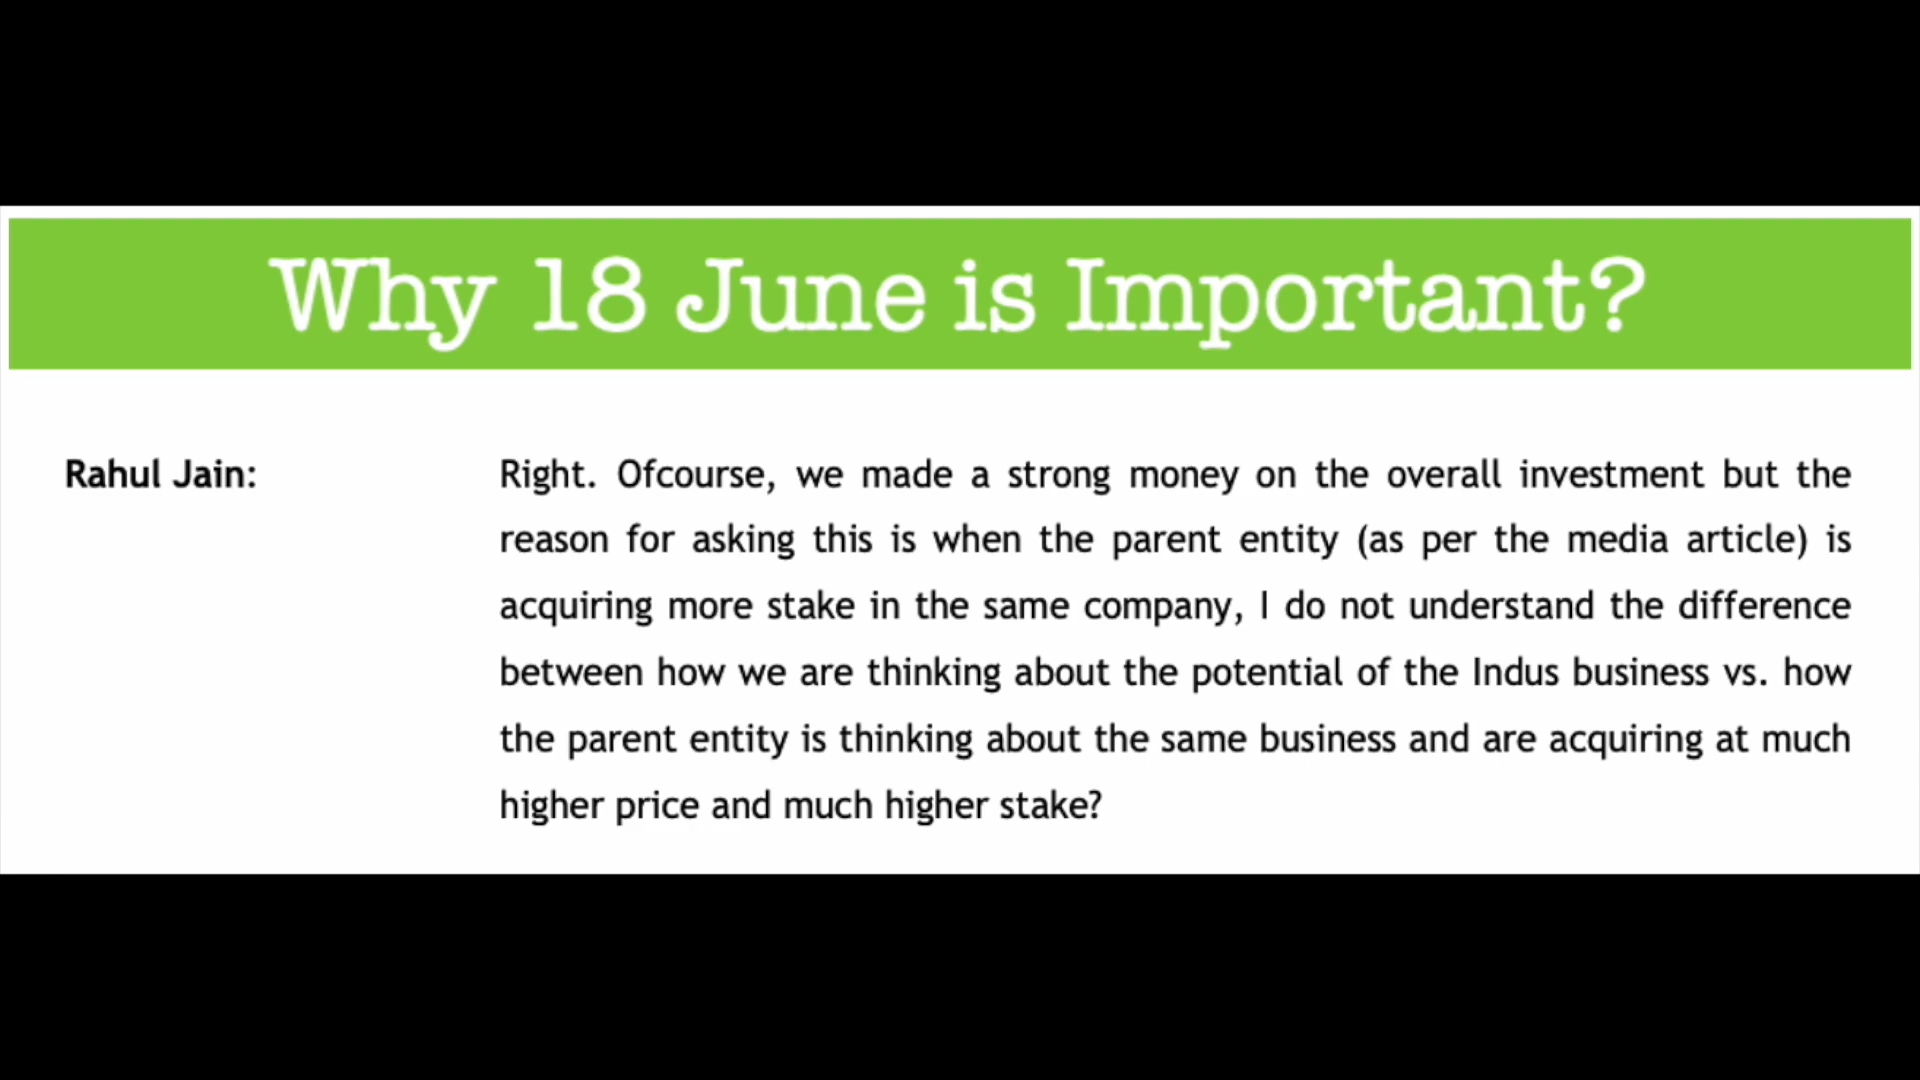 Why 18 June is Important?
Rahul Jain: Right. Ofcourse, we made a strong money on the overall investment but the
reason for asking this is when the parent entity (as per the media article) is
acquiring more stake in the same company, I do not understand the difference
between how we are thinking about the potential of the Indus business vs. how
the parent entity is thinking about the same business and are acquiring at much
higher price and much higher stake?